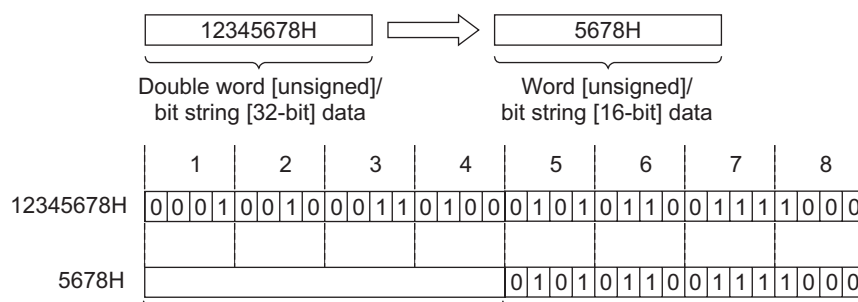 12345678H 5678H
Double word [unsigned]/ Word [unsigned]/
bit string [32-bit] data bit string [16-bit] data
1 2 3 4 5 6 7 8
12345678H 0 0 0 1 0 0 1 0 0 0 1 1 0 1 0 0 0 1 0 1 0 1 1 0 0 1 1 1 1 0 0 0
5678H 0 1 0 1 0 1 1 0 0 1 1 1 1 0 0 0